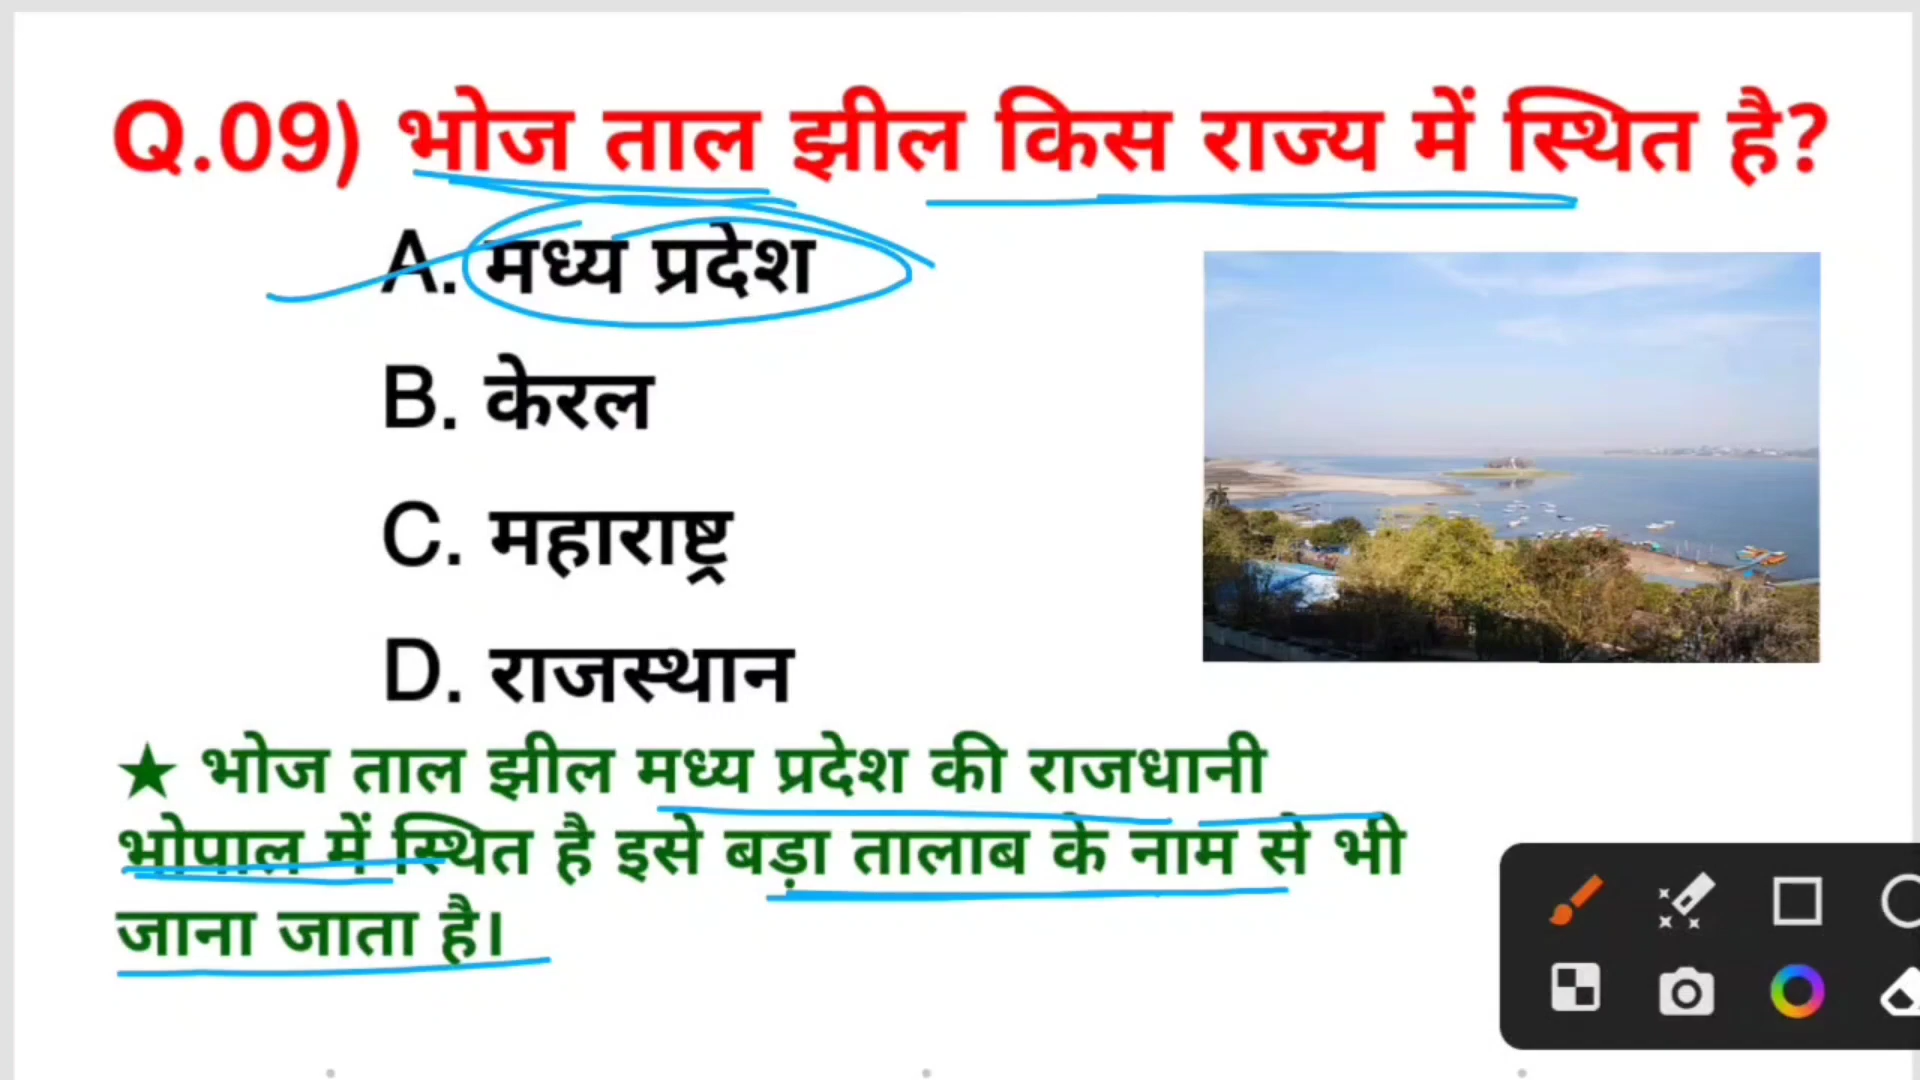 Q.09) भोज ताल झील किस राज्य में स्थित है?
A. मध्य प्रदेश
B. केरल
C. महाराष्ट्र
D. राजस्थान
★ भोज ताल झील मध्य प्रदेश की राजधानी
भोपाल में स्थित है इसे बड़ा तालाब के नाम से भी
जाना जाता है।